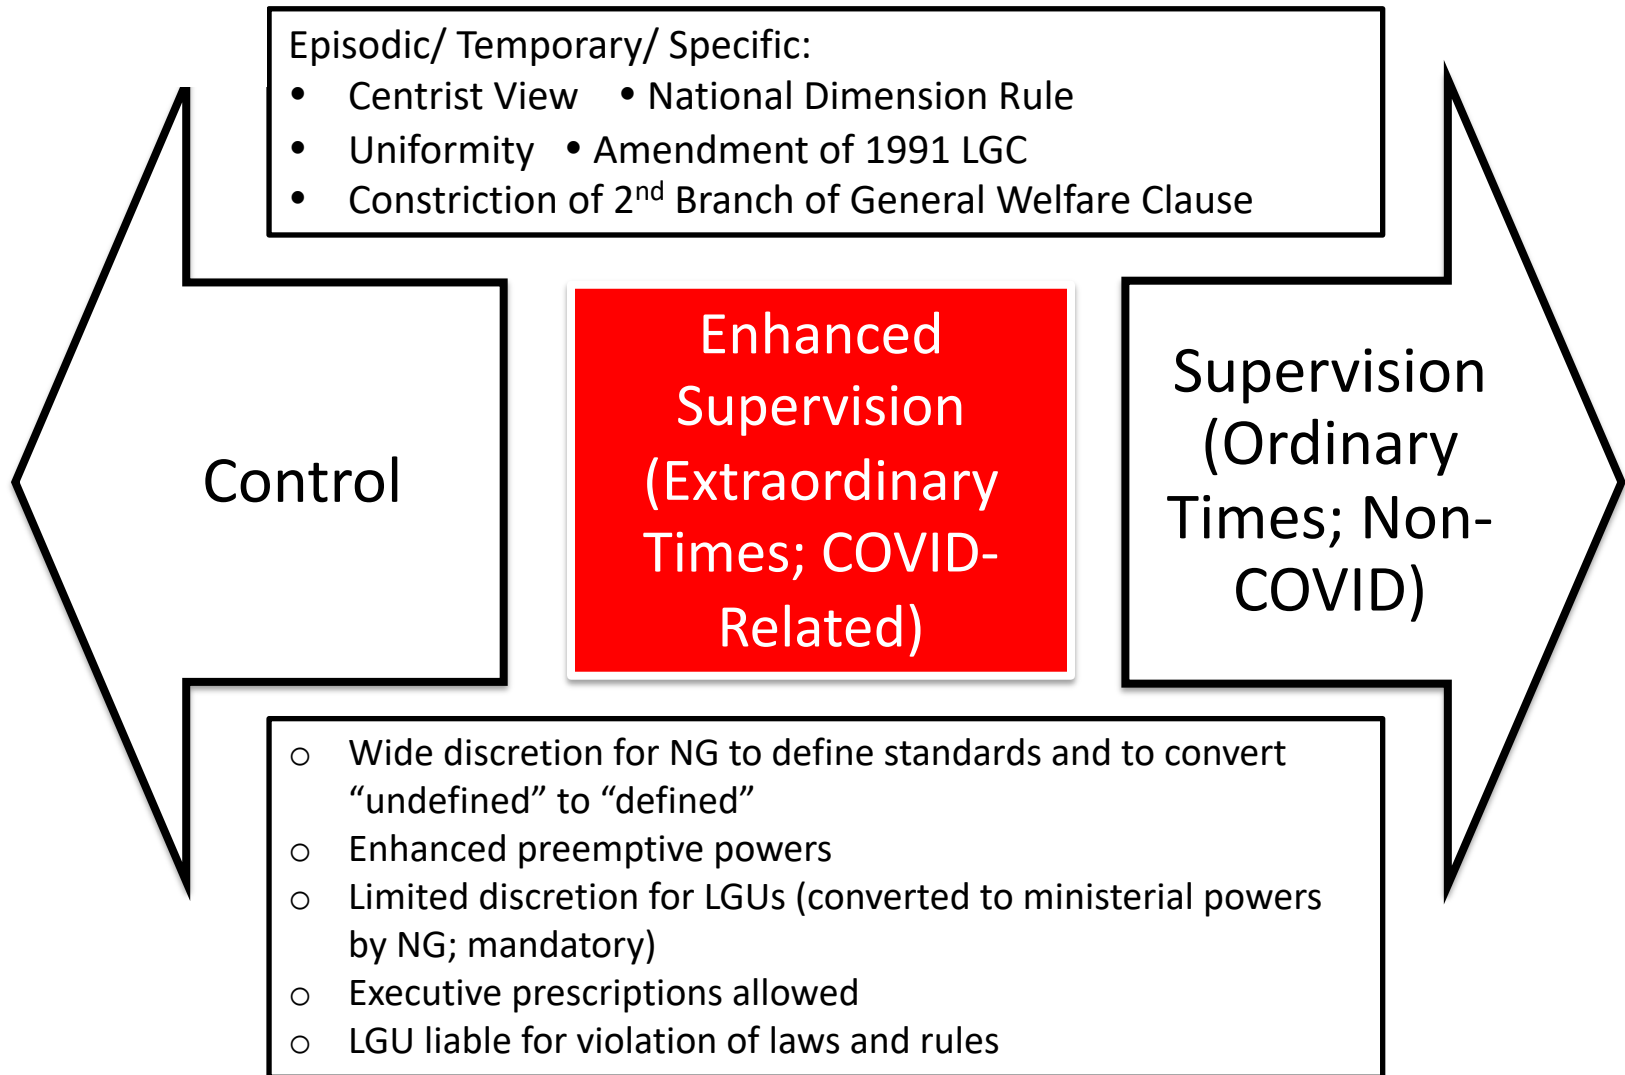 Episodic/ Temporary/ Specific:
• Centrist View • National Dimension Rule
• Uniformity • Amendment of 1991 LGC
• Constriction of 2nd Branch of General Welfare Clause
Control
Enhanced
Supervision
(Extraordinary
Times; COVID-
Related)
Supervision
(Ordinary
Times; Non-
COVID)
○ Wide discretion for NG to define standards and to convert
“undefined” to “defined”
○ Enhanced preemptive powers
○ Limited discretion for LGUs (converted to ministerial powers
by NG; mandatory)
○ Executive prescriptions allowed
○ LGU liable for violation of laws and rules